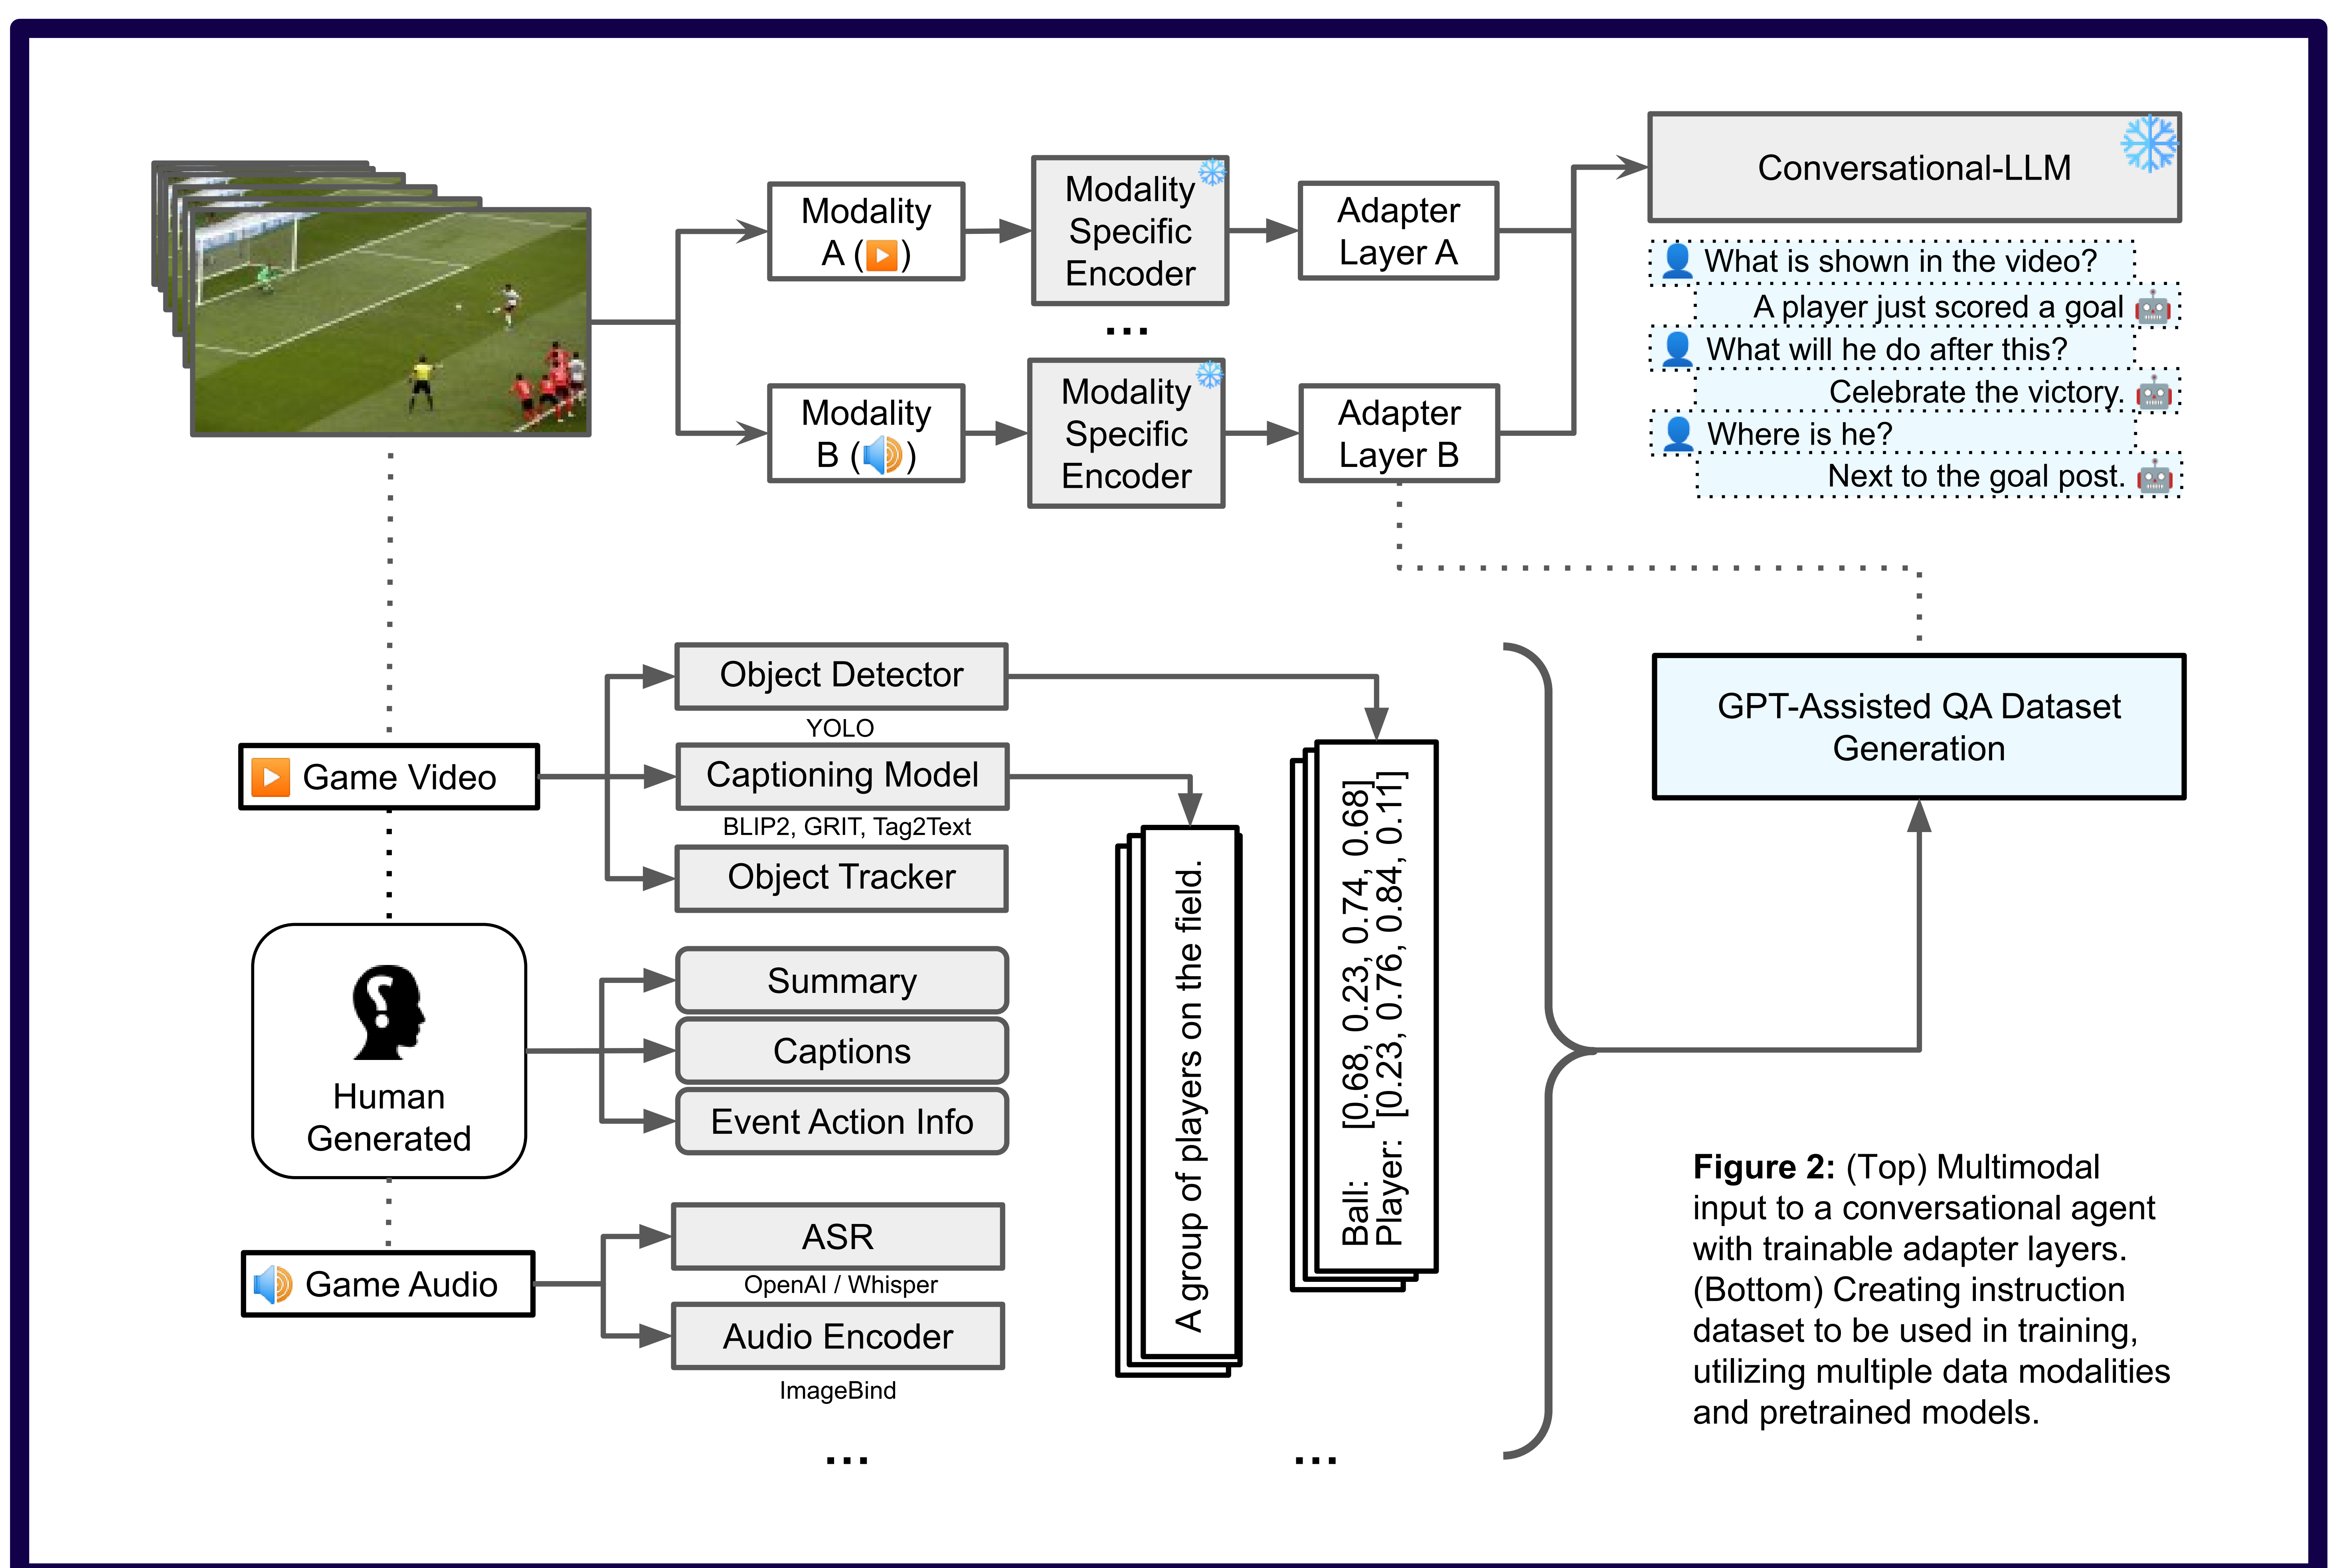 Modality
A (▶)
Modality
Specific
Encoder
Adapter
Layer A
Conversational-LLM
...
Modality
B (🔊)
Modality
Specific
Encoder
Adapter
Layer B
What is shown in the video?
A player just scored a goal
What will he do after this?
Celebrate the victory.
Where is he?
Next to the goal post.
Game Video
Object Detector
YOLO
Captioning Model
BLIP2, GRIT, Tag2Text
Object Tracker
Human
Generated
Summary
Captions
Event Action Info
Game Audio
ASR
OpenAI / Whisper
Audio Encoder
ImageBind
...
A group of players on the field.
Ball: [0.68, 0.23, 0.74, 0.68]
Player: [0.23, 0.76, 0.84, 0.11]
...
GPT-Assisted QA Dataset
Generation
Figure 2: (Top) Multimodal
input to a conversational agent
with trainable adapter layers.
(Bottom) Creating instruction
dataset to be used in training,
utilizing multiple data modalities
and pretrained models.